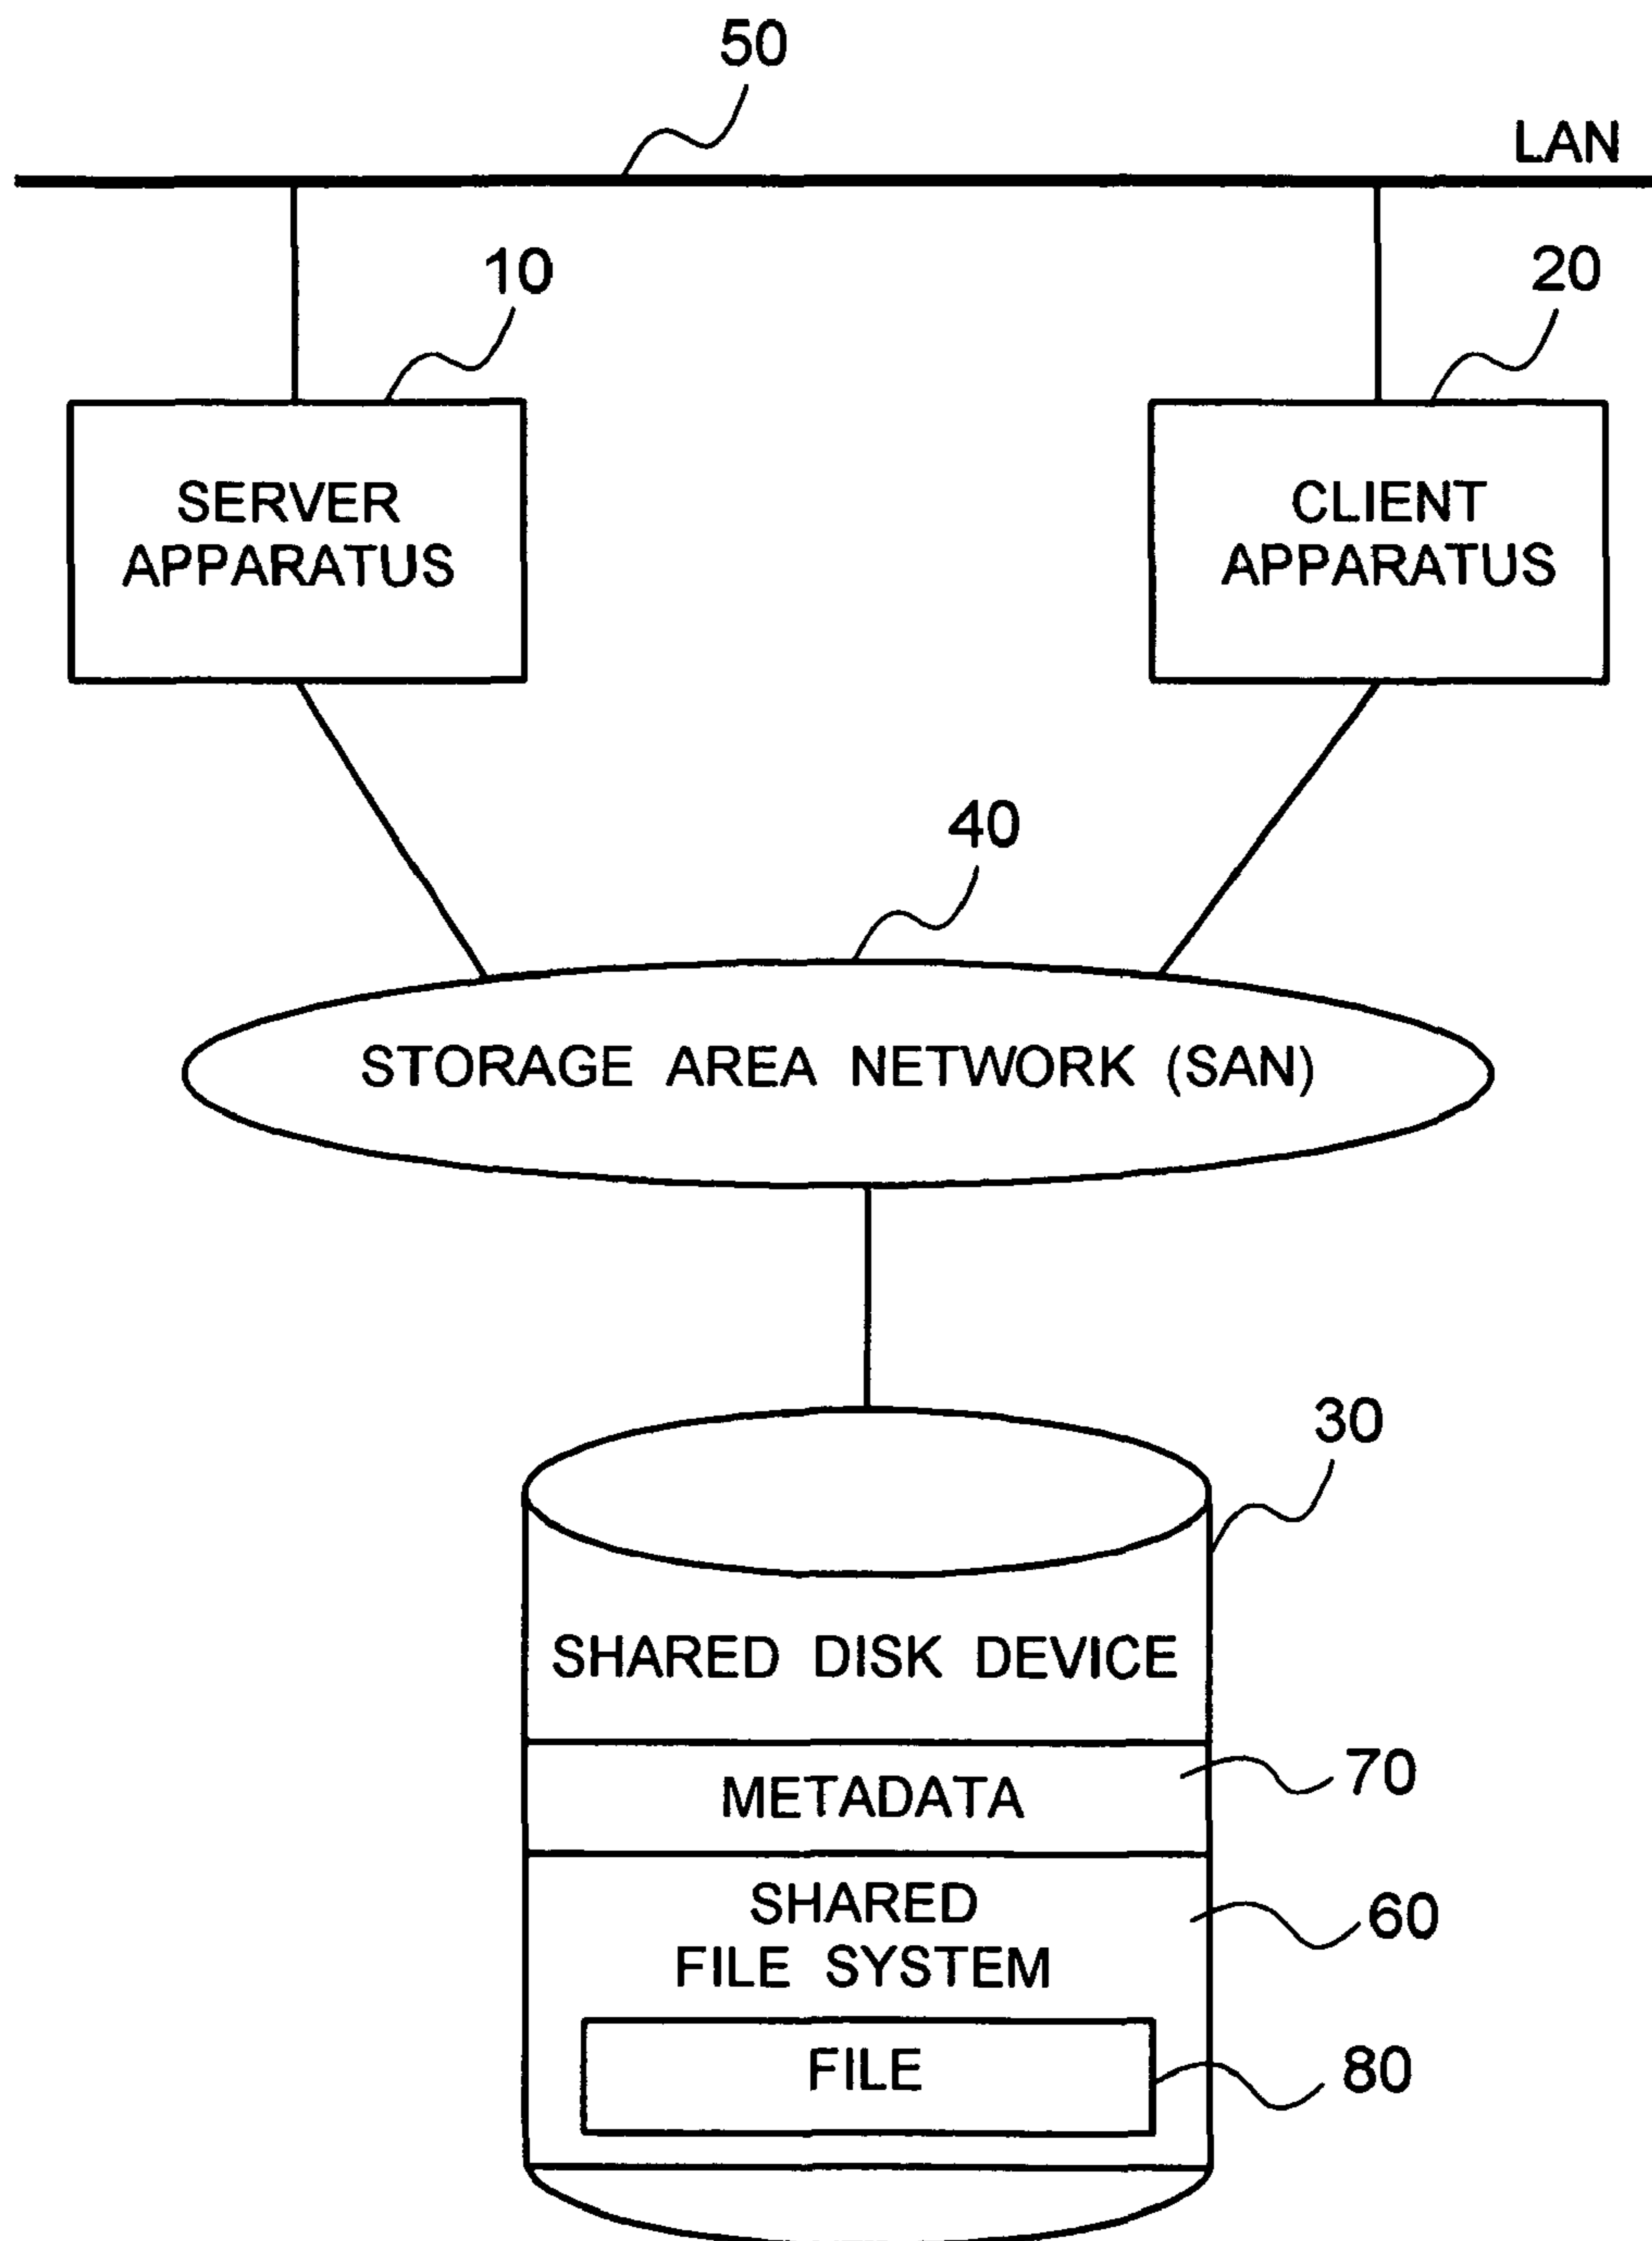 50
LAN
10
20
SERVER
APPARATUS
CLIENT
APPARATUS
40
STORAGE AREA NETWORK (SAN)
30
SHARED DISK DEVICE
METADATA
70
SHARED
FILE SYSTEM
60
FILE
80